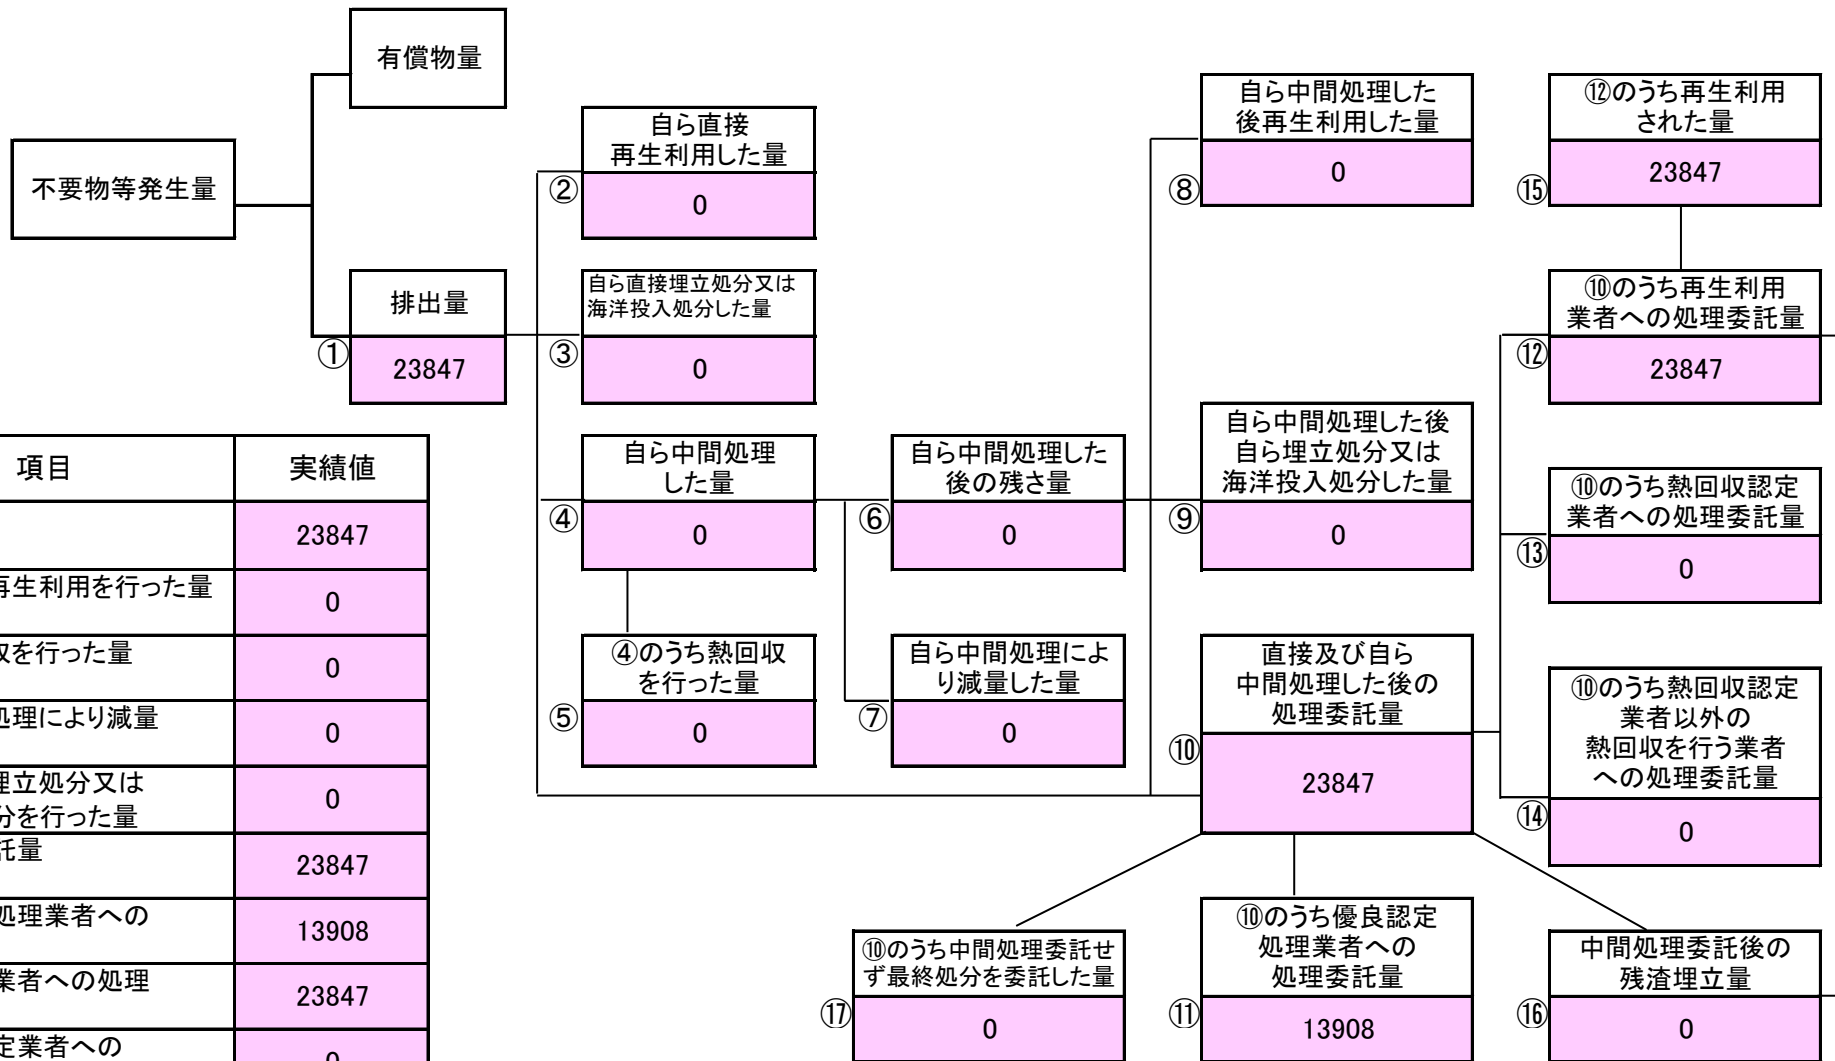 有償物量
不要物等発生量
排出量
①
23847
自ら直接
再生利用した量
②
0
自ら直接埋立処分又は
海洋投入処分した量
③
0
自ら中間処理
した量
④
0
④のうち熱回収
を行った量
⑤
0
自ら中間処理した
後の残さ量
⑥
0
自ら中間処理によ
り減量した量
⑦
0
自ら中間処理した
後再生利用した量
⑧
0
自ら中間処理した後
自ら埋立処分又は
海洋投入処分した量
⑨
0
直接及び自ら
中間処理した後の
処理委託量
⑩
23847
⑫のうち再生利用
された量
⑮
23847
⑩のうち再生利用
業者への処理委託量
⑫
23847
⑩のうち熱回収認定
業者への処理委託量
⑬
0
⑩のうち熱回収認定
業者以外の
熱回収を行う業者
への処理委託量
⑭
0
⑩のうち中間処理委託せ
ず最終処分を委託した量
⑰
0
⑩のうち優良認定
処理業者への
処理委託量
⑪
13908
中間処理委託後の
残渣埋立量
⑯
0
項目 実績値
23847
再生利用を行った量 0
を行った量 0
処理により減量 0
埋立処分又は
を行った量 0
託量 23847
処理業者への 13908
業者への処理 23847
定業者への 0